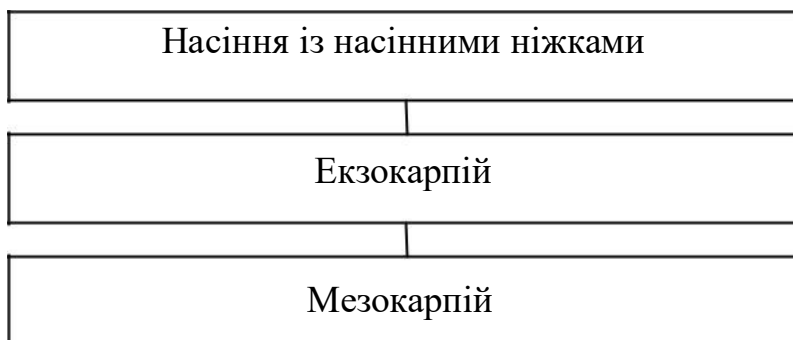 Насіння із насінними ніжками
Екзокарпій
Мезокарпій